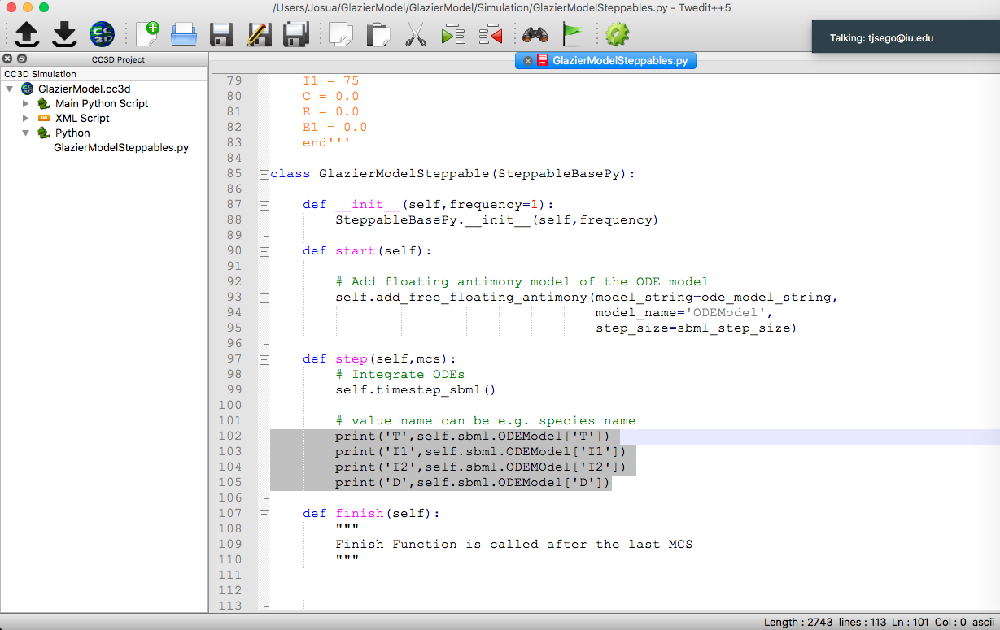 /Users/Josua/GlazierModel/GlazierModel/Simulation/GlazierModelSteppables.py - Twedit++5
CC
3D
Talking: tjsego@iu.edu
CC3D Project
GlazierModelSteppables.py
CC3D Simulation
GlazierModel.cc3d
Main Python Script
XML Script
Python
GlazierModelSteppables.py
79 I1 = 75
80 C = 0.0
81 E = 0.0
82 El = 0.0
83 end'''
84
85 class GlazierModelSteppable(SteppableBasePy):
86
87 def __init__(self,frequency=1):
88 SteppableBasePy.__init__(self,frequency)
89
90 def start(self):
91
92 # Add floating antimony model of the ODE model
93 self.add_free_floating_antimony(model_string=ode_model_string,
94 model_name='ODEModel',
95 step_size=sbml_step_size)
96
97 def step(self,mcs):
98 # Integrate ODEs
99 self.timestep_sbml()
100
101 # value name can be e.g. species name
102 print('T',self.sbml.ODEModel['T'])
103 print('I1',self.sbml.ODEModel['I1'])
104 print('I2',self.sbml.ODEMOdel['I2'])
105 print('D',self.sbml.ODEModel['D'])
106
107 def finish(self):
108 """
109 Finish Function is called after the last MCS
110 """
111
112
113
Length : 2743 lines : 113 Ln : 101 Col : 0 ascii